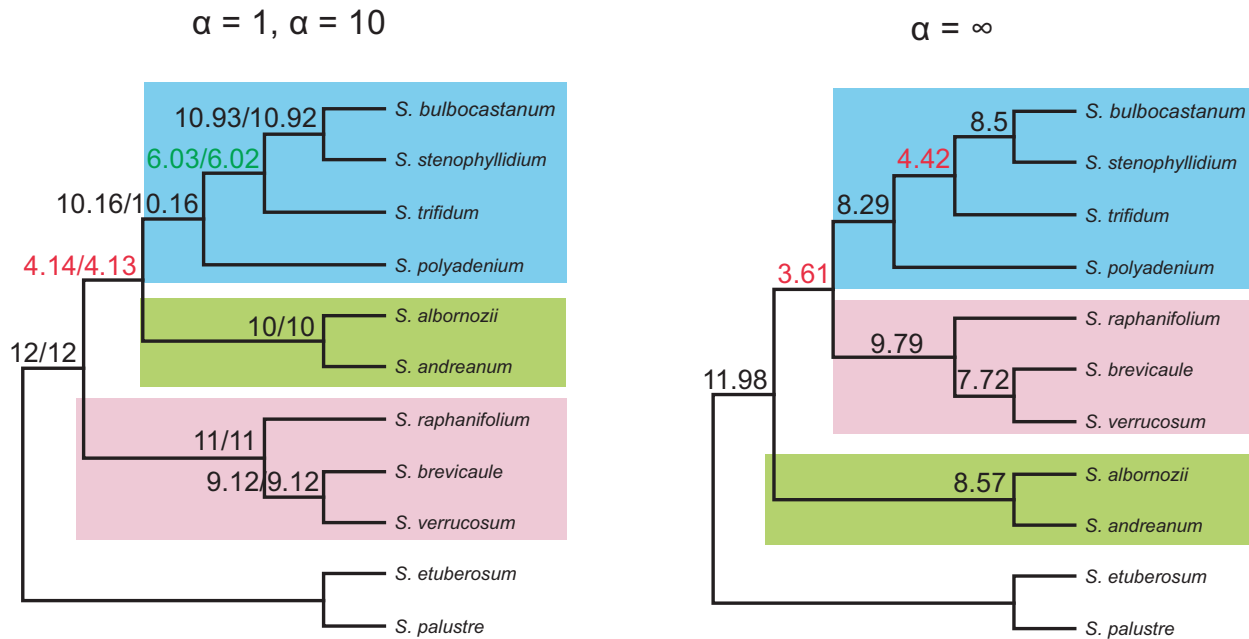 α = 1, α = 10
10.93/10.92
S. bulbocastanum
6.03/6.02
S. stenophyllidium
10.16/10.16
S. trifidum
4.14/4.13
S. polyadenium
S. albornozii
10/10
12/12
S. andreanum
S. raphanifolium
11/11
9.12/9.12
S. brevicaule
S. verrucosum
S. etuberosum
S. palustre
α = ∞
S. bulbocastanum
8.5
4.42
S. stenophyllidium
8.29
S. trifidum
3.61
S. polyadenium
S. raphanifolium
9.79
11.98
7.72
S. brevicaule
S. verrucosum
8.57
S. albornozii
S. andreanum
S. etuberosum
S. palustre